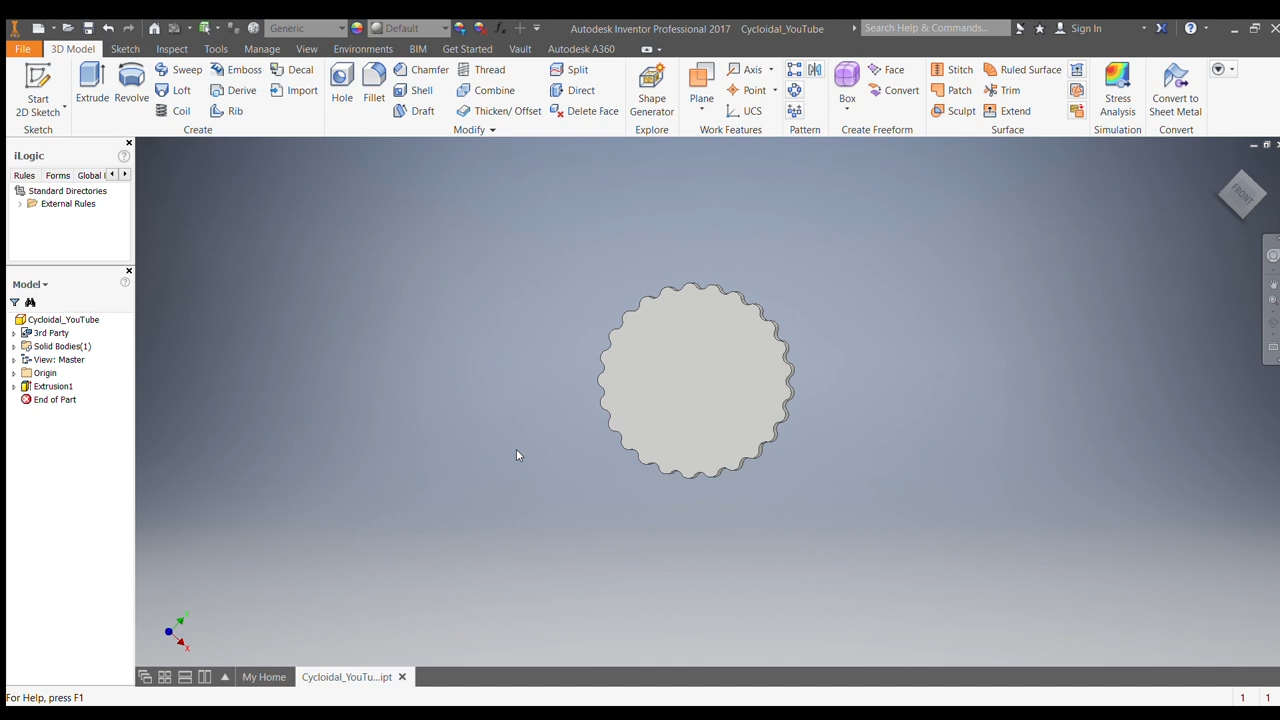 Generic Default Autodesk Inventor Professional 2017 Cycloidal_YouTube Search Help & Commands... Sign In
File 3D Model Sketch Inspect Tools Manage View Environments BIM Get Started Vault Autodesk A360
Start 2D Sketch
Extrude
Revolve
Sweep Emboss Decal
Loft Derive Import
Coil Rib
Hole
Fillet
Chamfer Thread Split
Shell Combine Direct
Draft Thicken/ Offset Delete Face
Shape Generator
Plane
Axis
Point
UCS
Box
Face
Convert
Stitch Ruled Surface
Patch Trim
Sculpt Extend
Stress Analysis
Convert to Sheet Metal
Sketch Create Modify Explore Work Features Pattern Create Freeform Surface Simulation Convert
iLogic
Rules Forms Global
Standard Directories
External Rules
Model
Cycloidal_YouTube
3rd Party
Solid Bodies(1)
View: Master
Origin
Extrusion1
End of Part
FRONT
Y
X
My Home Cycloidal_YouTu...ipt
For Help, press F1 1 1